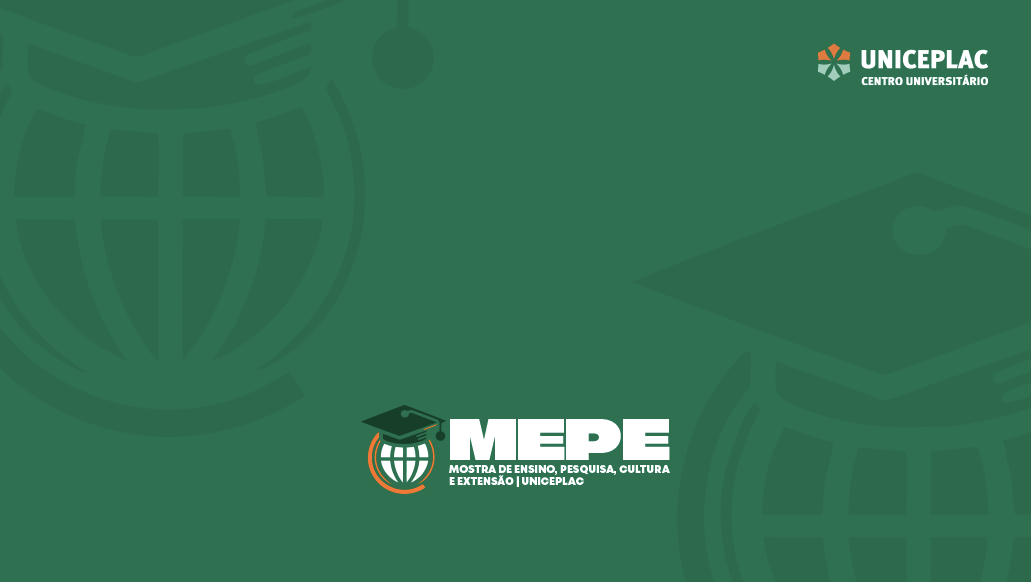 UNICEPLAC
CENTRO UNIVERSITÁRIO
MEPE
MOSTRA DE ENSINO, PESQUISA, CULTURA
E EXTENSÃO | UNICEPLAC